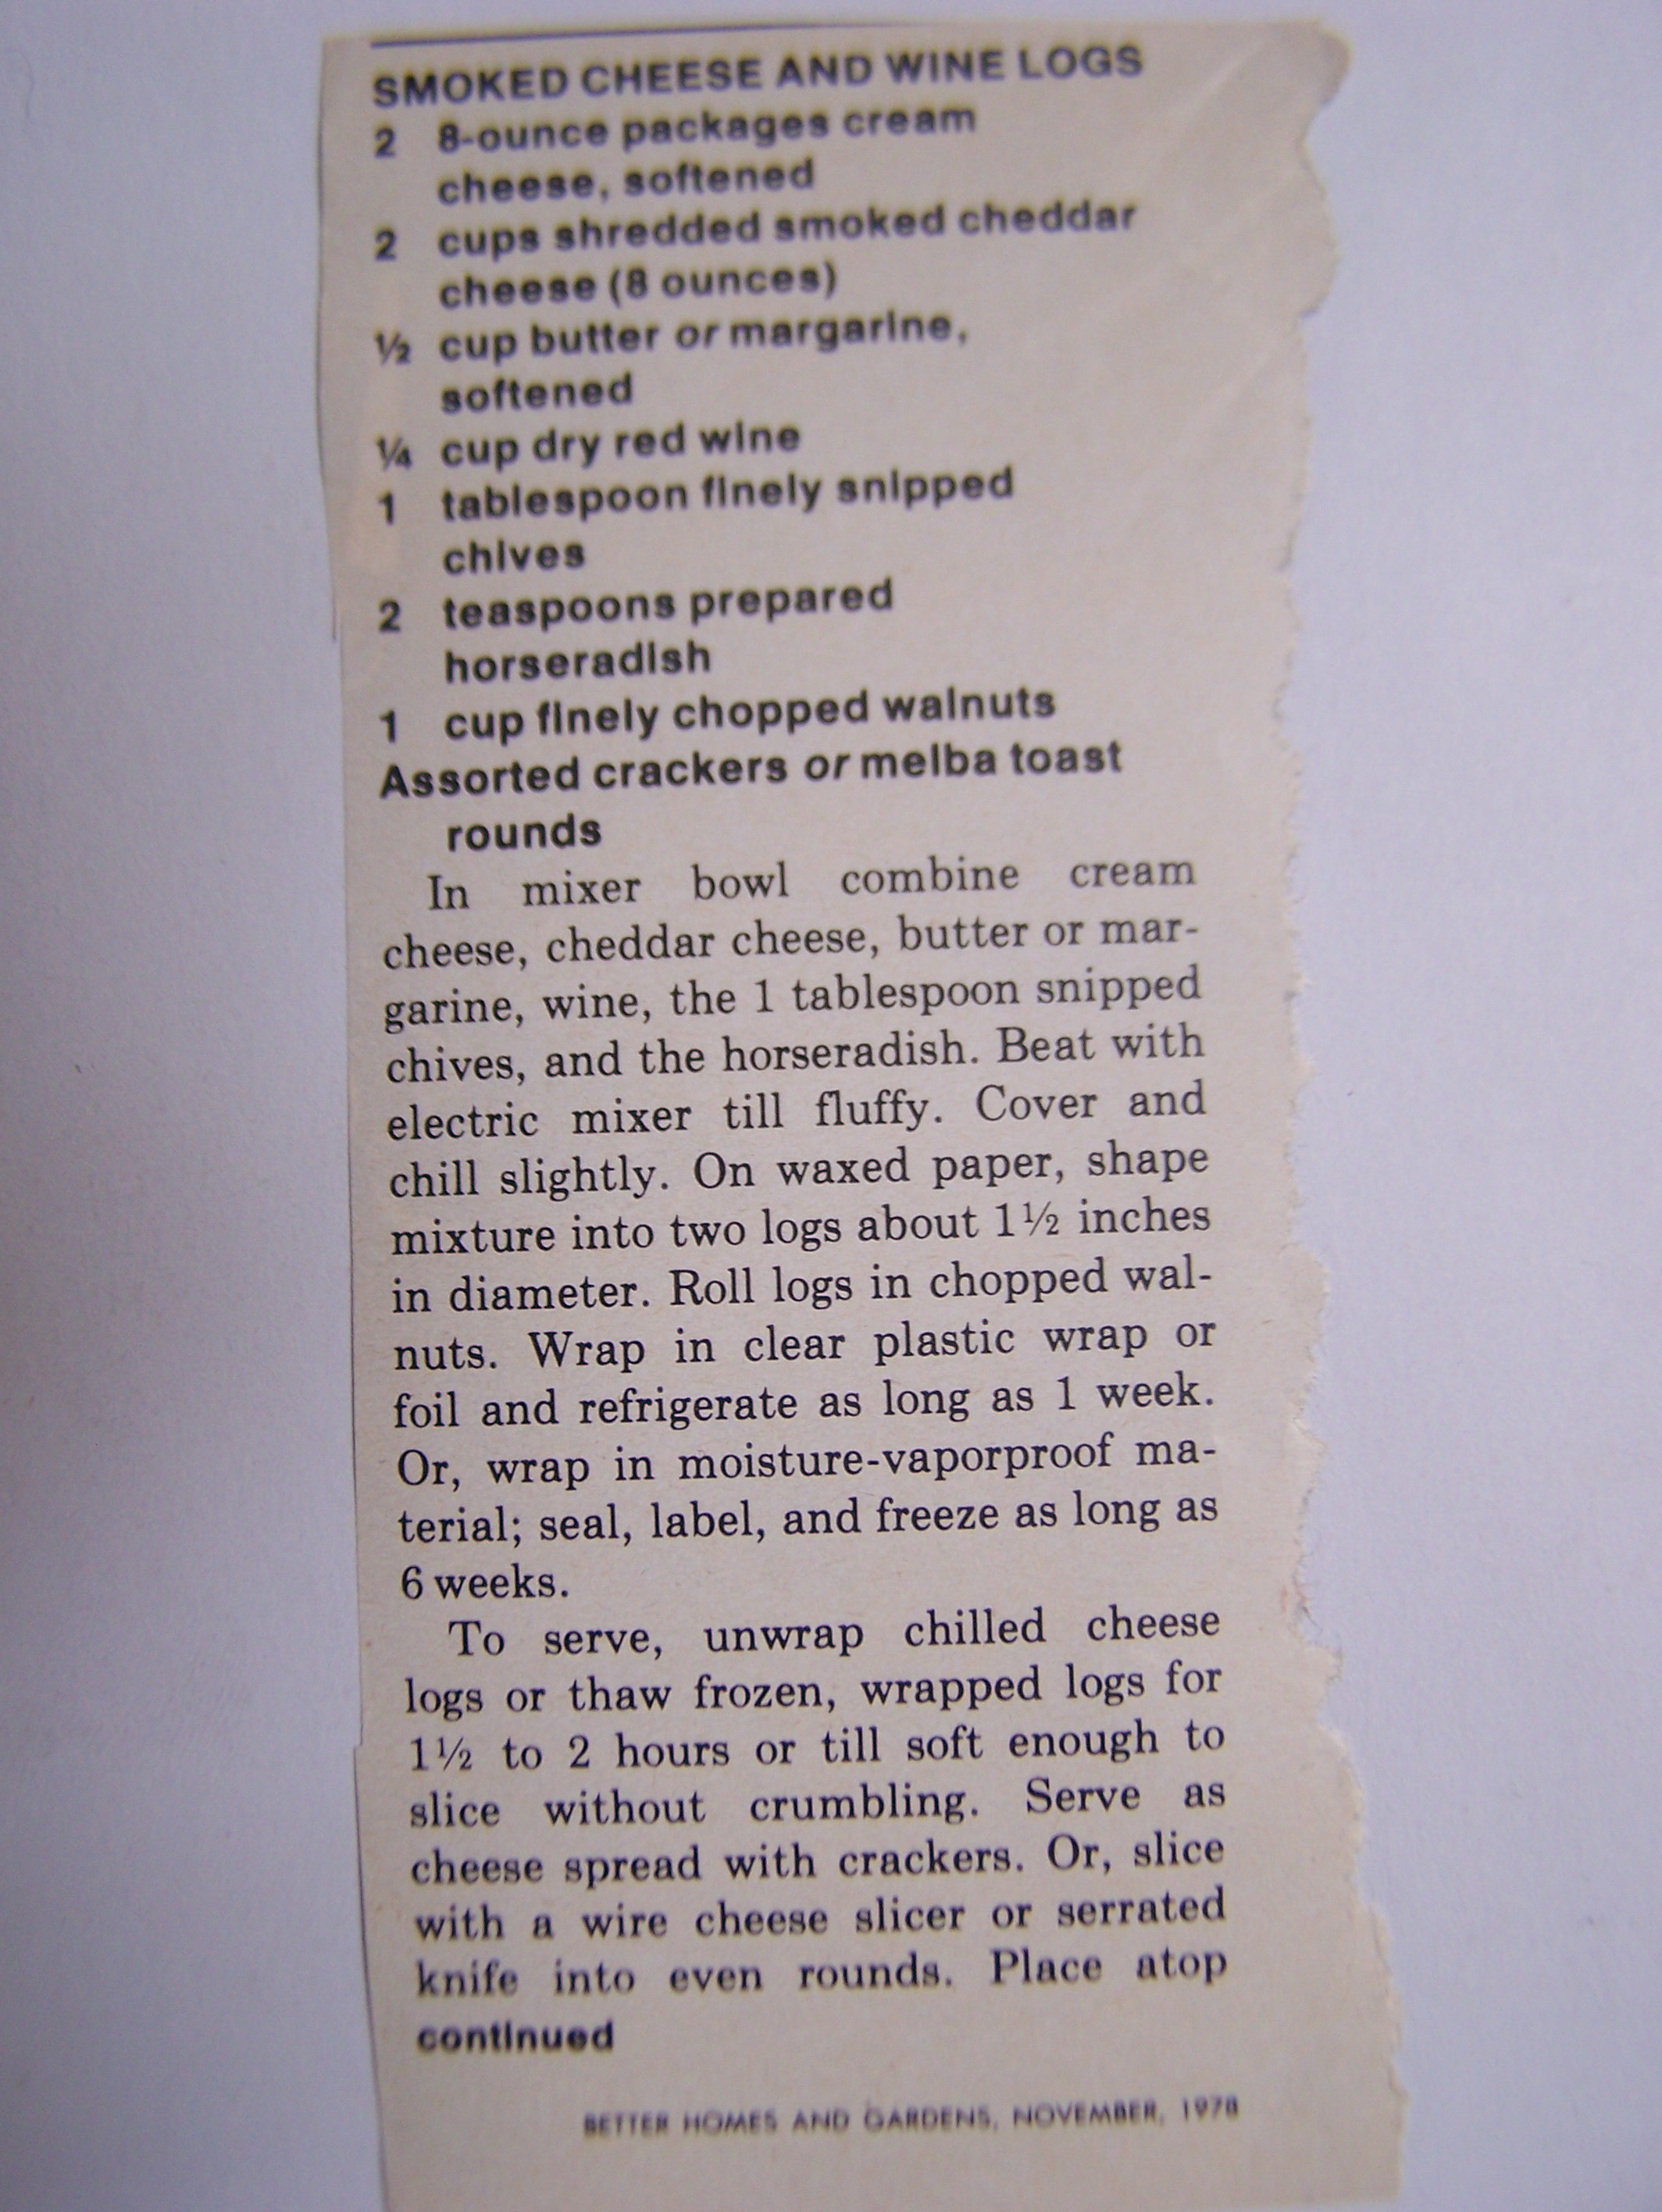 SMOKED CHEESE AND WINE LOGS
2 8-ounce packages cream
cheese, softened
2 cups shredded smoked cheddar
cheese (8 ounces)
½ cup butter or margarine,
softened
¼ cup dry red wine
1 tablespoon finely snipped
chives
2 teaspoons prepared
horseradish
1 cup finely chopped walnuts
Assorted crackers or melba toast
rounds
In mixer bowl combine cream
cheese, cheddar cheese, butter or mar-
garine, wine, the 1 tablespoon snipped
chives, and the horseradish. Beat with
electric mixer till fluffy. Cover and
chill slightly. On waxed paper, shape
mixture into two logs about 1½ inches
in diameter. Roll logs in chopped wal-
nuts. Wrap in clear plastic wrap or
foil and refrigerate as long as 1 week.
Or, wrap in moisture-vaporproof ma-
terial; seal, label, and freeze as long as
6 weeks.
To serve, unwrap chilled cheese
logs or thaw frozen, wrapped logs for
1½ to 2 hours or till soft enough to
slice without crumbling. Serve as
cheese spread with crackers. Or, slice
with a wire cheese slicer or serrated
knife into even rounds. Place atop
continued
BETTER HOMES AND GARDENS, NOVEMBER, 1978